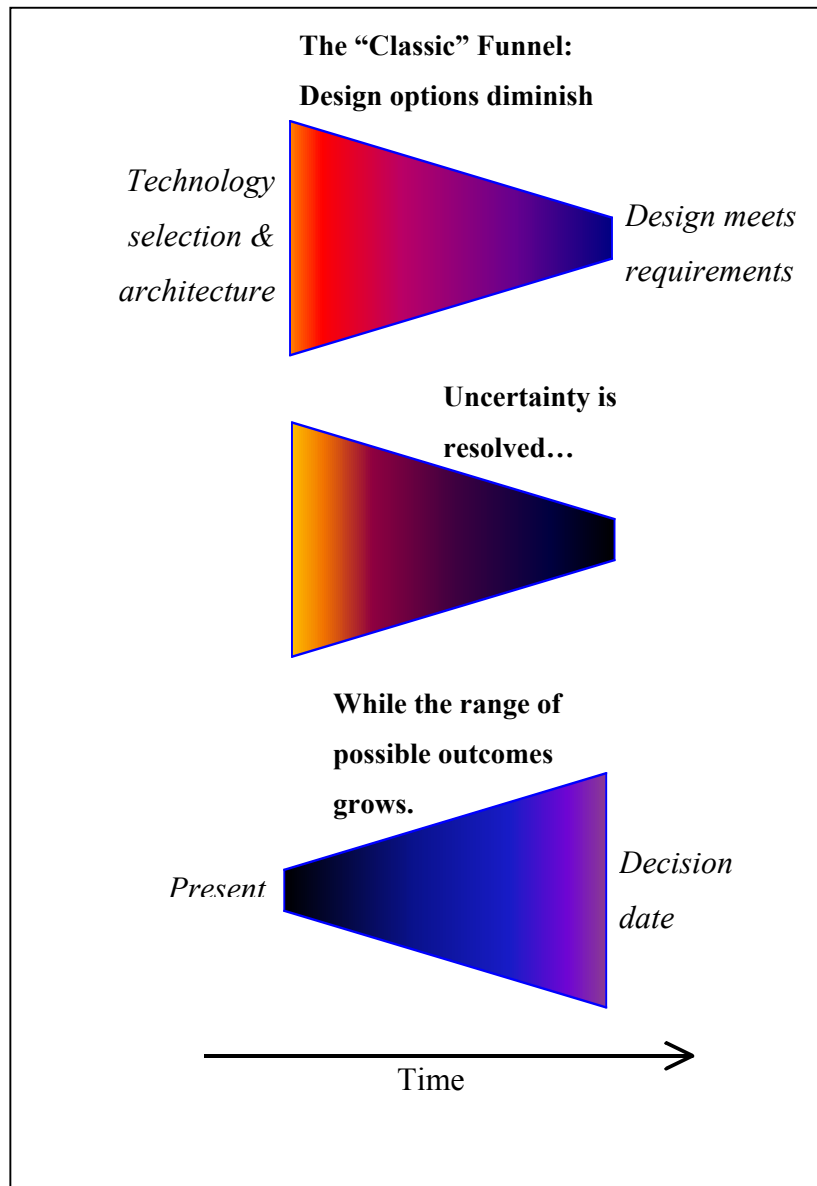 The “Classic” Funnel:
Design options diminish
Technology
selection &
architecture
Design meets
requirements
Uncertainty is
resolved…
While the range of
possible outcomes
grows.
Present
Decision
date
Time